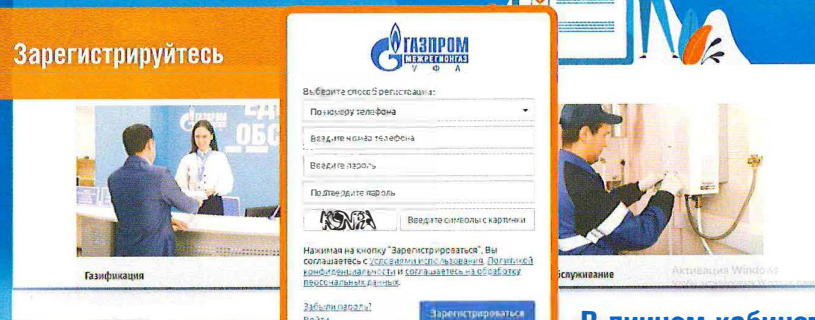 Зарегистрируйтесь
ГАЗПРОМ
МЕЖРЕГИОНГАЗ
УФА
Выберите способ регистрации:
По номеру телефона
Введите номер телефона
Введите пароль
Подтвердите пароль
Введите символы с картинки
Нажимая на кнопку "Зарегистрироваться", Вы
соглашаетесь с условиями использования, Политикой
конфиденциальности и соглашаетесь на обработку
персональных данных.
Забыли пароль?
Войти
Зарегистрироваться
ГАЗПРОМ
Газификация
служивание
Активация Windows
В личном кабинет